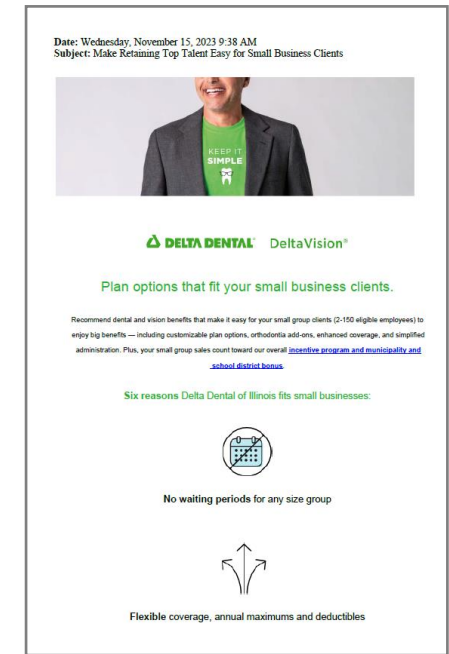 Date: Wednesday, November 15, 2023 9:38 AM
Subject: Make Retaining Top Talent Easy for Small Business Clients
KEEP IT
SIMPLE
DELTA DENTAL® DeltaVision®
Plan options that fit your small business clients.
Recommend dental and vision benefits that make it easy for your small group clients (2-150 eligible employees) to
enjoy big benefits — including customizable plan options, orthodontia add-ons, enhanced coverage, and simplified
administration. Plus, your small group sales count toward our overall incentive program and municipality and
school district bonus.
Six reasons Delta Dental of Illinois fits small businesses:
No waiting periods for any size group
Flexible coverage, annual maximums and deductibles